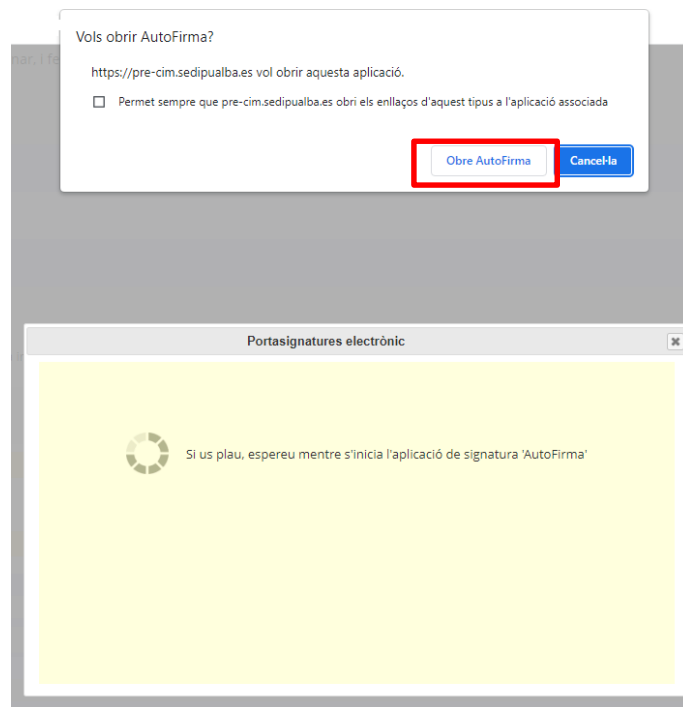 Vols obrir AutoFirma?
nar, i fe
https://pre-cim.sedipualba.es vol obrir aquesta aplicació.
Permet sempre que pre-cim.sedipualba.es obri els enllaços d'aquest tipus a l'aplicació associada
Obre AutoFirma
Cancel·la
Portasignatures electrònic
Si us plau, espereu mentre s'inicia l'aplicació de signatura 'AutoFirma'